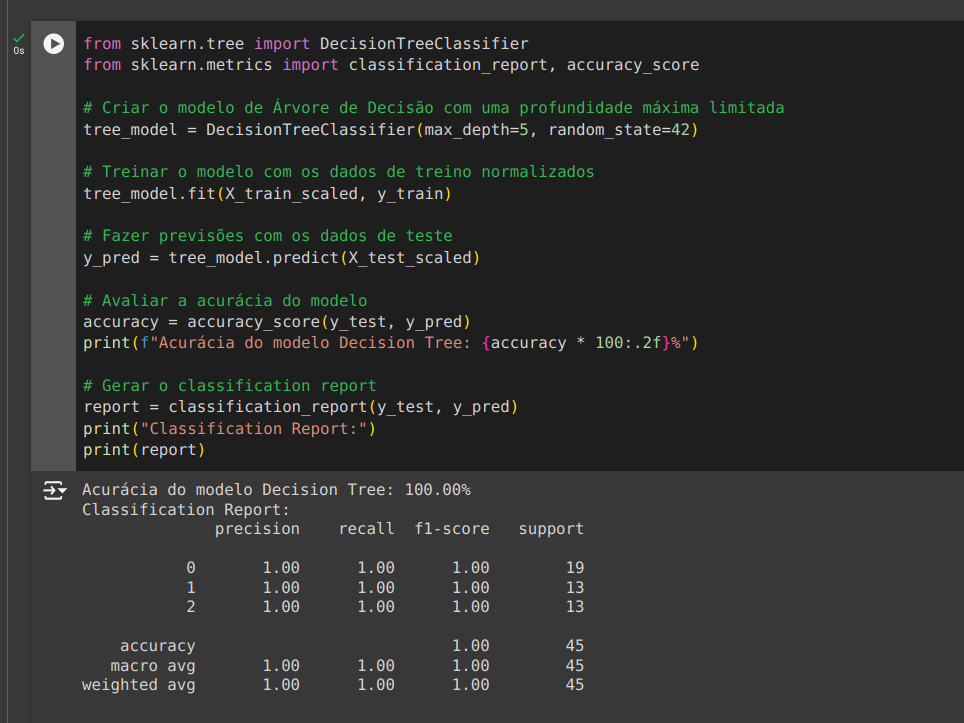 0s
from sklearn.tree import DecisionTreeClassifier
from sklearn.metrics import classification_report, accuracy_score
# Criar o modelo de Árvore de Decisão com uma profundidade máxima limitada
tree_model = DecisionTreeClassifier(max_depth=5, random_state=42)
# Treinar o modelo com os dados de treino normalizados
tree_model.fit(X_train_scaled, y_train)
# Fazer previsões com os dados de teste
y_pred = tree_model.predict(X_test_scaled)
# Avaliar a acurácia do modelo
accuracy = accuracy_score(y_test, y_pred)
print(f"Acurácia do modelo Decision Tree: {accuracy * 100:.2f}%")
# Gerar o classification report
report = classification_report(y_test, y_pred)
print("Classification Report:")
print(report)
Acurácia do modelo Decision Tree: 100.00%
Classification Report:
precision recall f1-score support
0 1.00 1.00 1.00 19
1 1.00 1.00 1.00 13
2 1.00 1.00 1.00 13
accuracy 1.00 45
macro avg 1.00 1.00 1.00 45
weighted avg 1.00 1.00 1.00 45